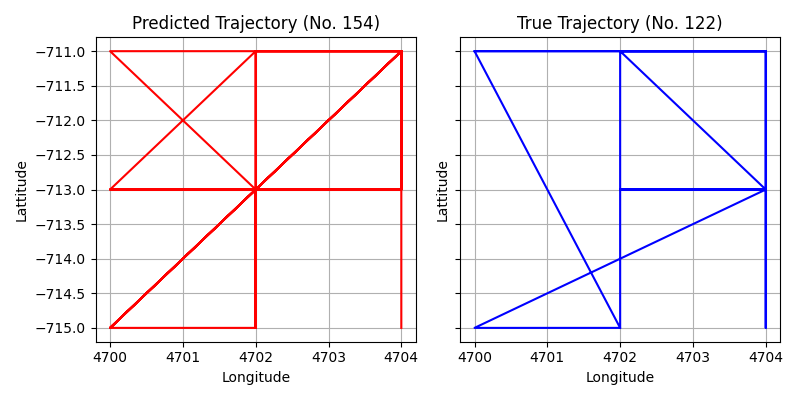 Predicted Trajectory (No. 154)
True Trajectory (No. 122)
−711.0
−711.5
−712.0
−712.5
−713.0
−713.5
−714.0
−714.5
−715.0
Lattitude
Lattitude
4700 4701 4702 4703 4704
4700 4701 4702 4703 4704
Longitude
Longitude